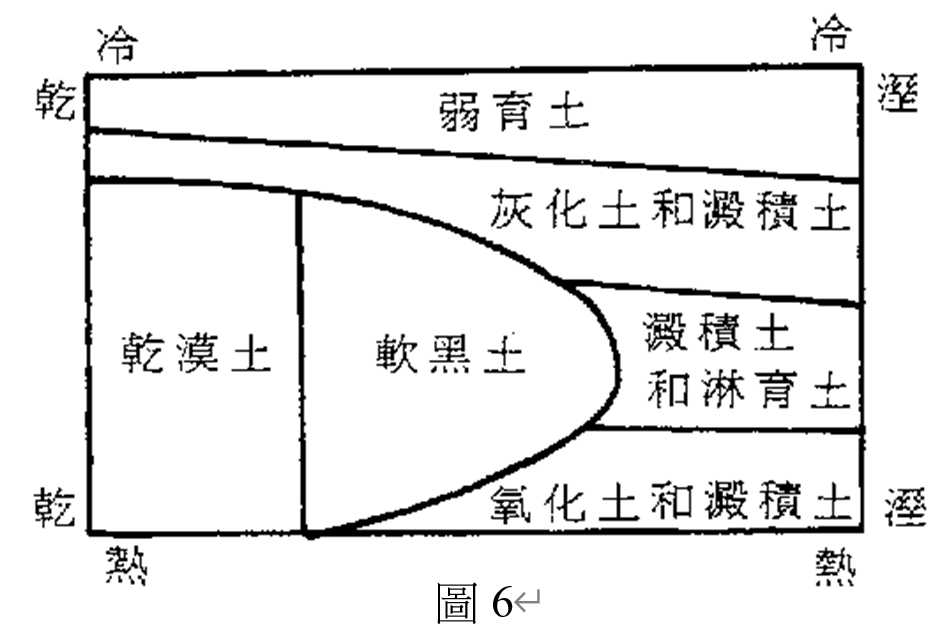 冷 冷
乾 溼
弱育土
灰化土和澱積土
乾漠土 軟黑土
澱積土
和淋育土
氧化土和澱積土
乾 溼
熱 熱
圖 6↵